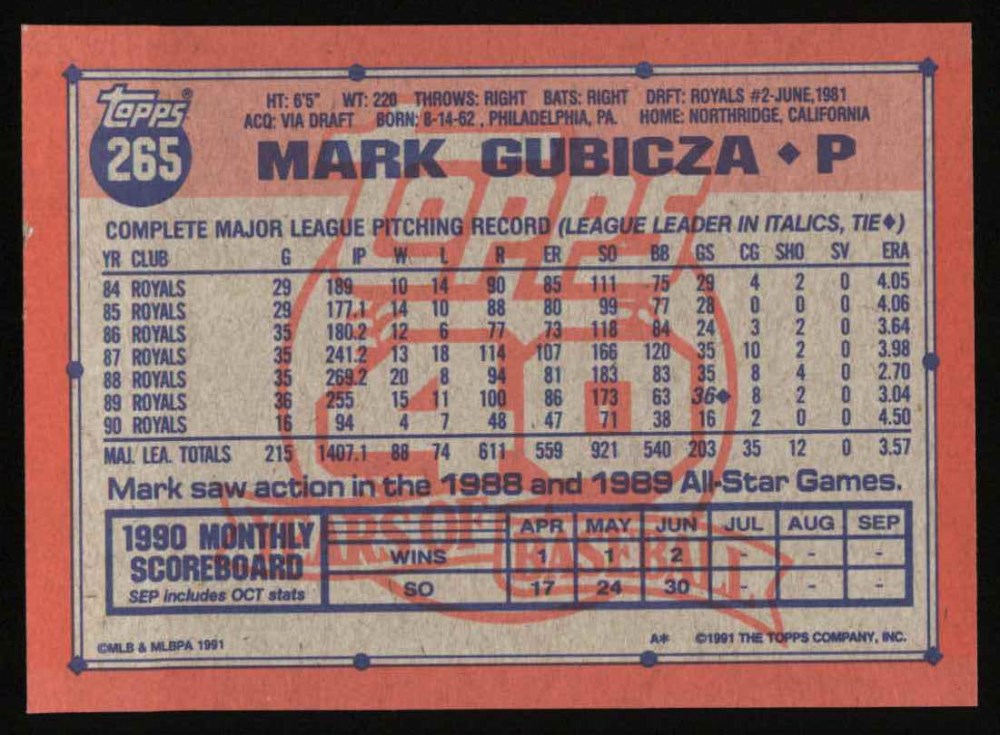 Topps®
265
HT: 6'5" WT: 220 THROWS: RIGHT BATS: RIGHT DRFT: ROYALS #2-JUNE,1981
ACQ: VIA DRAFT BORN: 8-14-62 , PHILADELPHIA, PA. HOME: NORTHRIDGE, CALIFORNIA
MARK GUBICZA ◆ P
COMPLETE MAJOR LEAGUE PITCHING RECORD (LEAGUE LEADER IN ITALICS, TIE◆)
YR CLUB G IP W L R ER SO BB GS CG SHO SV ERA
84 ROYALS 29 189 10 14 90 85 111 75 29 4 2 0 4.05
85 ROYALS 29 177.1 14 10 88 80 99 77 28 0 0 0 4.06
86 ROYALS 35 180.2 12 6 77 73 118 84 24 3 2 0 3.64
87 ROYALS 35 241.2 13 18 114 107 166 120 35 10 2 0 3.98
88 ROYALS 35 269.2 20 8 94 81 183 83 35 8 4 0 2.70
89 ROYALS 36 255 15 11 100 86 173 63 36◆ 8 2 0 3.04
90 ROYALS 16 94 4 7 48 47 71 38 16 2 0 0 4.50
MAJ. LEA. TOTALS 215 1407.1 88 74 611 559 921 540 203 35 12 0 3.57
Mark saw action in the 1988 and 1989 All-Star Games.
1990 MONTHLY
SCOREBOARD
SEP includes OCT stats
APR MAY JUN JUL AUG SEP
WINS 1 1 2 - - -
SO 17 24 30 - - -
Topps
40
YEARS OF BASEBALL
©MLB & MLBPA 1991
A* ©1991 THE TOPPS COMPANY, INC.